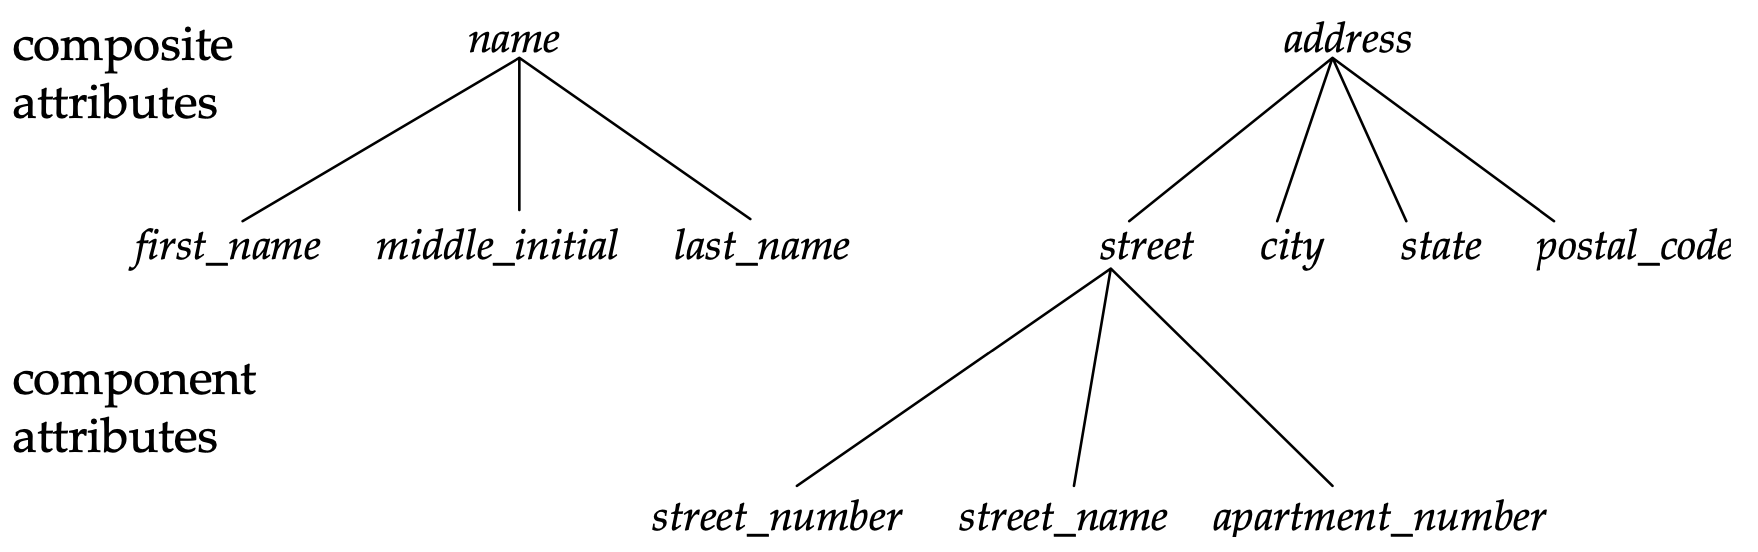 composite
attributes
name
address
first_name
middle_initial
last_name
street
city
state
postal_code
component
attributes
street_number
street_name
apartment_number